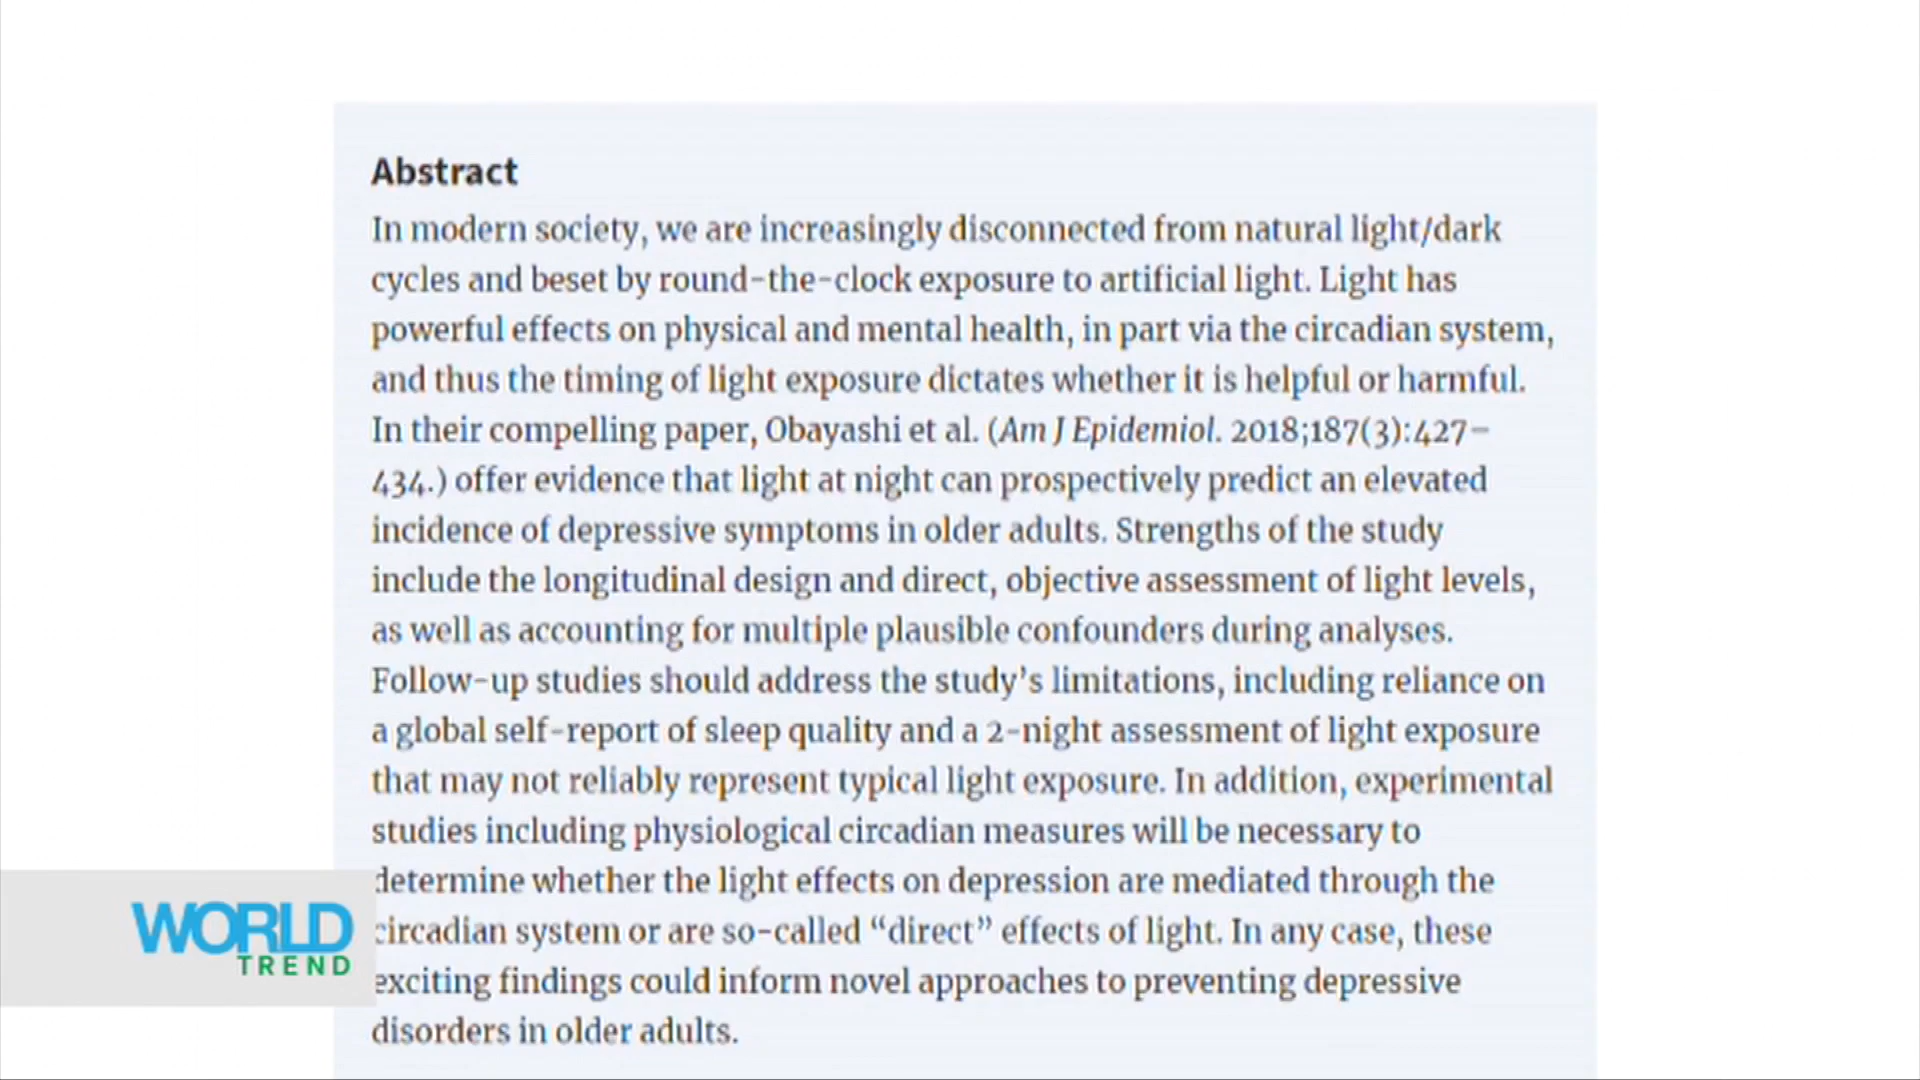 Abstract
In modern society, we are increasingly disconnected from natural light/dark
cycles and beset by round-the-clock exposure to artificial light. Light has
powerful effects on physical and mental health, in part via the circadian system,
and thus the timing of light exposure dictates whether it is helpful or harmful.
In their compelling paper, Obayashi et al. (Am J Epidemiol. 2018;187(3):427–
434.) offer evidence that light at night can prospectively predict an elevated
incidence of depressive symptoms in older adults. Strengths of the study
include the longitudinal design and direct, objective assessment of light levels,
as well as accounting for multiple plausible confounders during analyses.
Follow-up studies should address the study’s limitations, including reliance on
a global self-report of sleep quality and a 2-night assessment of light exposure
that may not reliably represent typical light exposure. In addition, experimental
studies including physiological circadian measures will be necessary to
determine whether the light effects on depression are mediated through the
circadian system or are so-called “direct” effects of light. In any case, these
exciting findings could inform novel approaches to preventing depressive
disorders in older adults.
WORLD
TREND